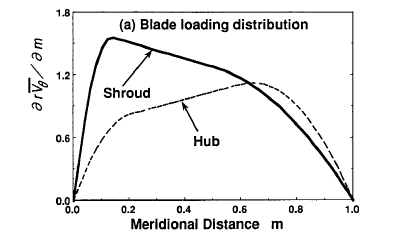 (a) Blade loading distribution
∂ r V̅θ / ∂ m
1.8
1.2
0.6
0.0
Shroud
Hub
0.0 0.2 0.4 0.6 0.8 1.0
Meridional Distance m